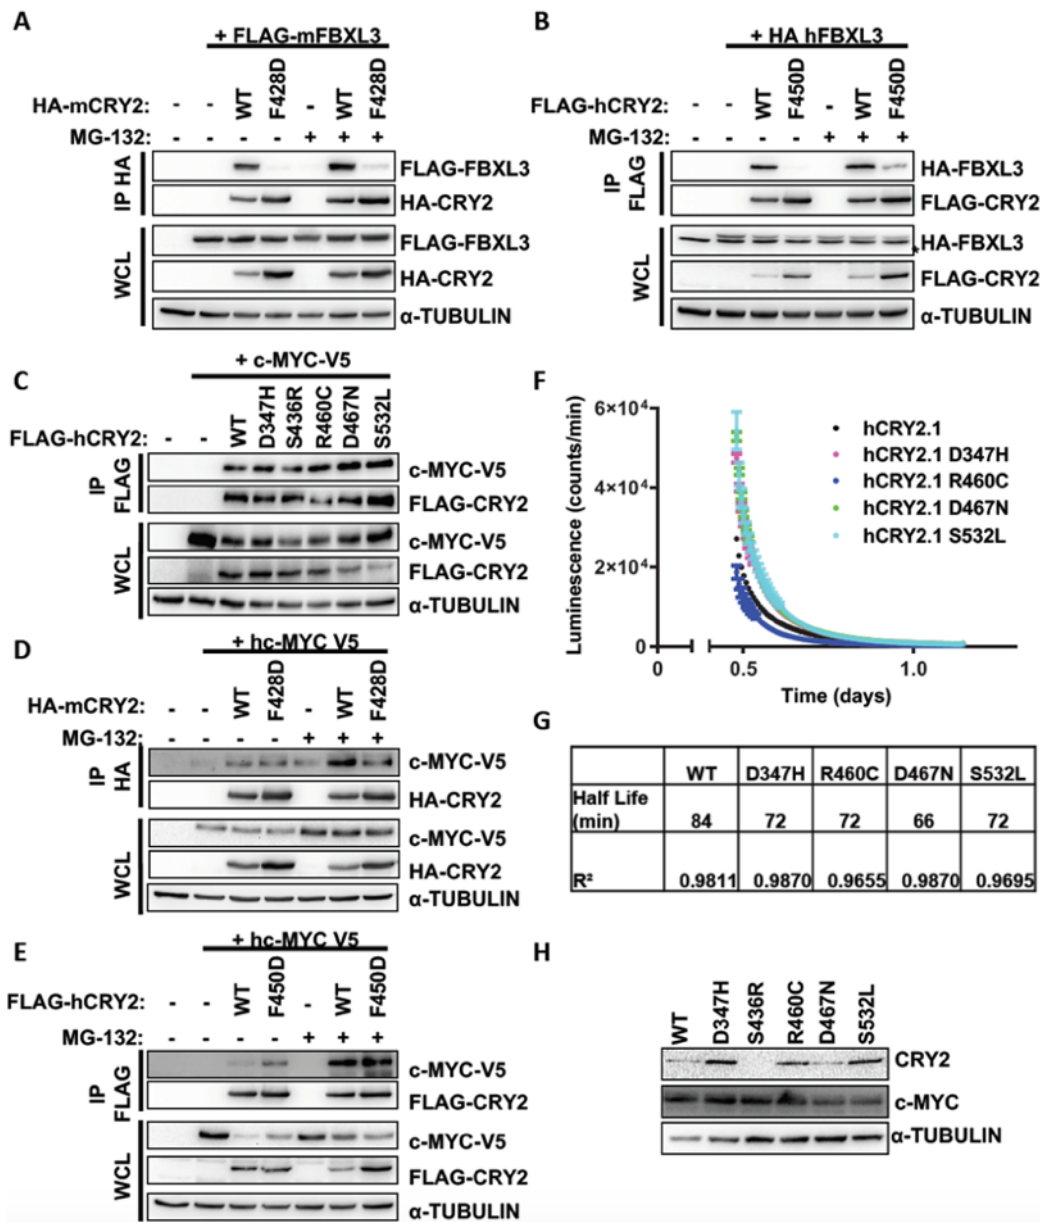 A
+ FLAG-mFBXL3
HA-mCRY2: - - WT F428D - WT F428D
MG-132: - - - - + + +
IP HA
FLAG-FBXL3
HA-CRY2
WCL
FLAG-FBXL3
HA-CRY2
α-TUBULIN
B
+ HA hFBXL3
FLAG-hCRY2: - - WT F450D - WT F450D
MG-132: - - - - + + +
IP FLAG
HA-FBXL3
FLAG-CRY2
WCL
*HA-FBXL3
FLAG-CRY2
α-TUBULIN
C
+ c-MYC-V5
FLAG-hCRY2: - - WT D347H S436R R460C D467N S532L
IP FLAG
c-MYC-V5
FLAG-CRY2
WCL
c-MYC-V5
FLAG-CRY2
α-TUBULIN
D
+ hc-MYC V5
HA-mCRY2: - - WT F428D - WT F428D
MG-132: - - - - + + +
IP HA
c-MYC-V5
HA-CRY2
WCL
c-MYC-V5
HA-CRY2
α-TUBULIN
E
+ hc-MYC V5
FLAG-hCRY2: - - WT F450D - WT F450D
MG-132: - - - - + + +
IP FLAG
c-MYC-V5
FLAG-CRY2
WCL
c-MYC-V5
FLAG-CRY2
α-TUBULIN
F
Luminescence (counts/min)
6×10⁴
4×10⁴
2×10⁴
0
0 0.5 1.0
Time (days)
hCRY2.1
hCRY2.1 D347H
hCRY2.1 R460C
hCRY2.1 D467N
hCRY2.1 S532L
G
WT D347H R460C D467N S532L
Half Life (min) 84 72 72 66 72
R² 0.9811 0.9870 0.9655 0.9870 0.9695
H
WT D347H S436R R460C D467N S532L
CRY2
c-MYC
α-TUBULIN